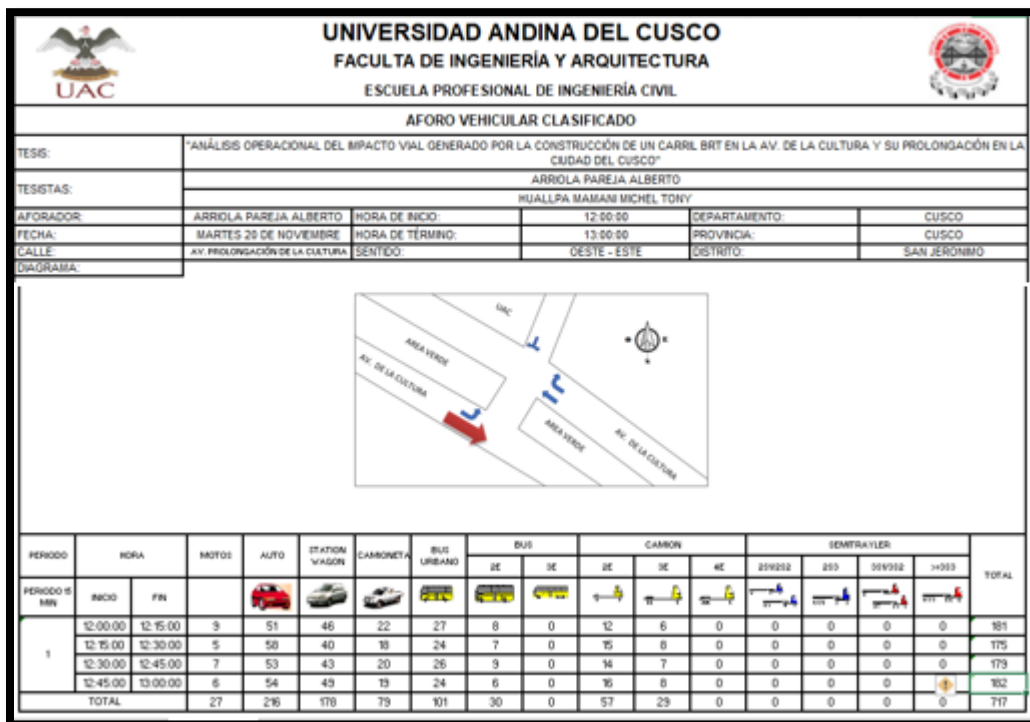 UNIVERSIDAD ANDINA DEL CUSCO
FACULTA DE INGENIERÍA Y ARQUITECTURA
ESCUELA PROFESIONAL DE INGENIERÍA CIVIL
UAC
AFORO VEHICULAR CLASIFICADO
TESIS: "ANÁLISIS OPERACIONAL DEL IMPACTO VIAL GENERADO POR LA CONSTRUCCIÓN DE UN CARRIL BRT EN LA AV. DE LA CULTURA Y SU PROLONGACIÓN EN LA
CIUDAD DEL CUSCO"
TESISTAS: ARRIOLA PAREJA ALBERTO
HUALLPA MAMANI MICHEL TONY
AFORADOR: ARRIOLA PAREJA ALBERTO HORA DE INICIO: 12:00:00 DEPARTAMENTO: CUSCO
FECHA: MARTES 20 DE NOVIEMBRE HORA DE TÉRMINO: 13:00:00 PROVINCIA: CUSCO
CALLE: AV. PROLONGACIÓN DE LA CULTURA SENTIDO: OESTE - ESTE DISTRITO: SAN JERONIMO
DIAGRAMA:
UAC
AREA VERDE
AV. DE LA CULTURA
AREA VERDE
AV. DE LA CULTURA
PERIODO HORA MOTOS AUTO STATION WAGON CAMIONETA BUS URBANO BUS CAMION SEMITRAYLER TOTAL
2E 3E 2E 3E 4E 2S1/2S2 2S3 3S1/3S2 >=3S3
PERIODO 15 MIN INICIO FIN
1 12:00:00 12:15:00 9 51 46 22 27 8 0 12 6 0 0 0 0 0 181
12:15:00 12:30:00 5 58 40 18 24 7 0 15 8 0 0 0 0 0 175
12:30:00 12:45:00 7 53 43 20 26 9 0 14 7 0 0 0 0 0 179
12:45:00 13:00:00 6 54 49 19 24 6 0 16 8 0 0 0 0 0 182
TOTAL 27 216 178 79 101 30 0 57 29 0 0 0 0 0 717